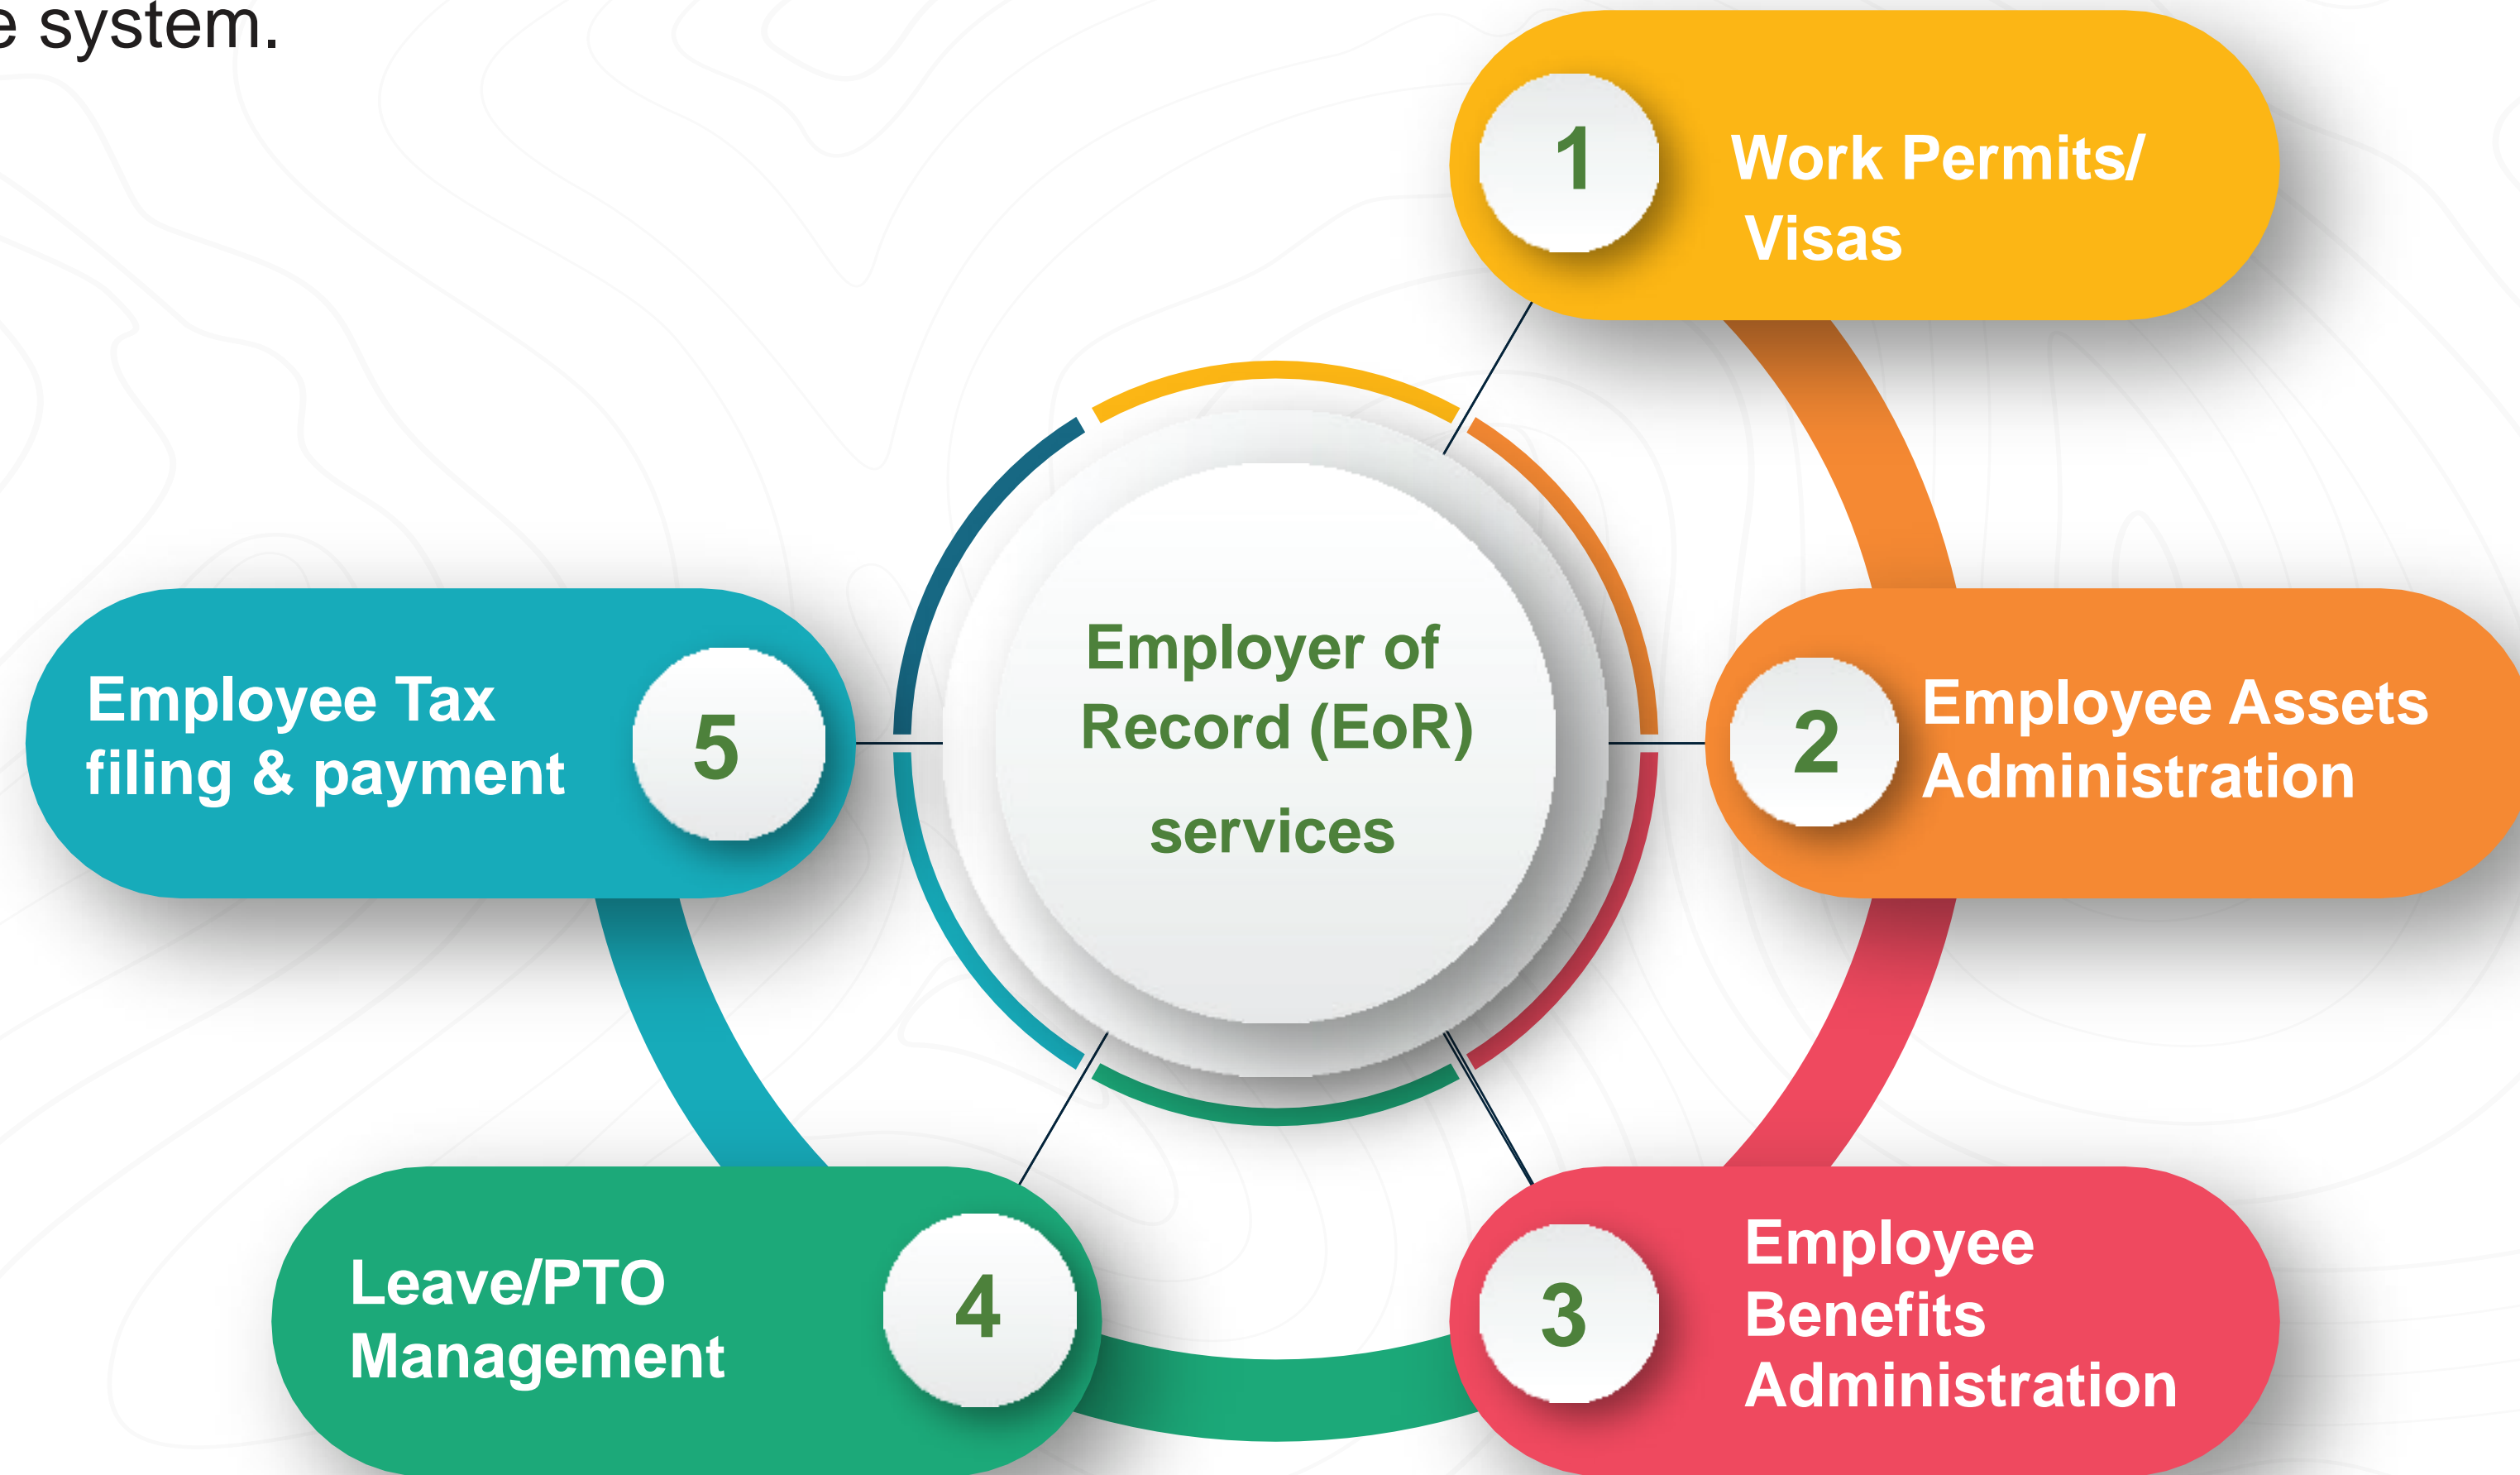 system.
1
Work Permits/
Visas
Employer of
Record (EoR)
services
2
Employee Assets
Administration
3
Employee
Benefits
Administration
4
Leave/PTO
Management
5
Employee Tax
filing & payment